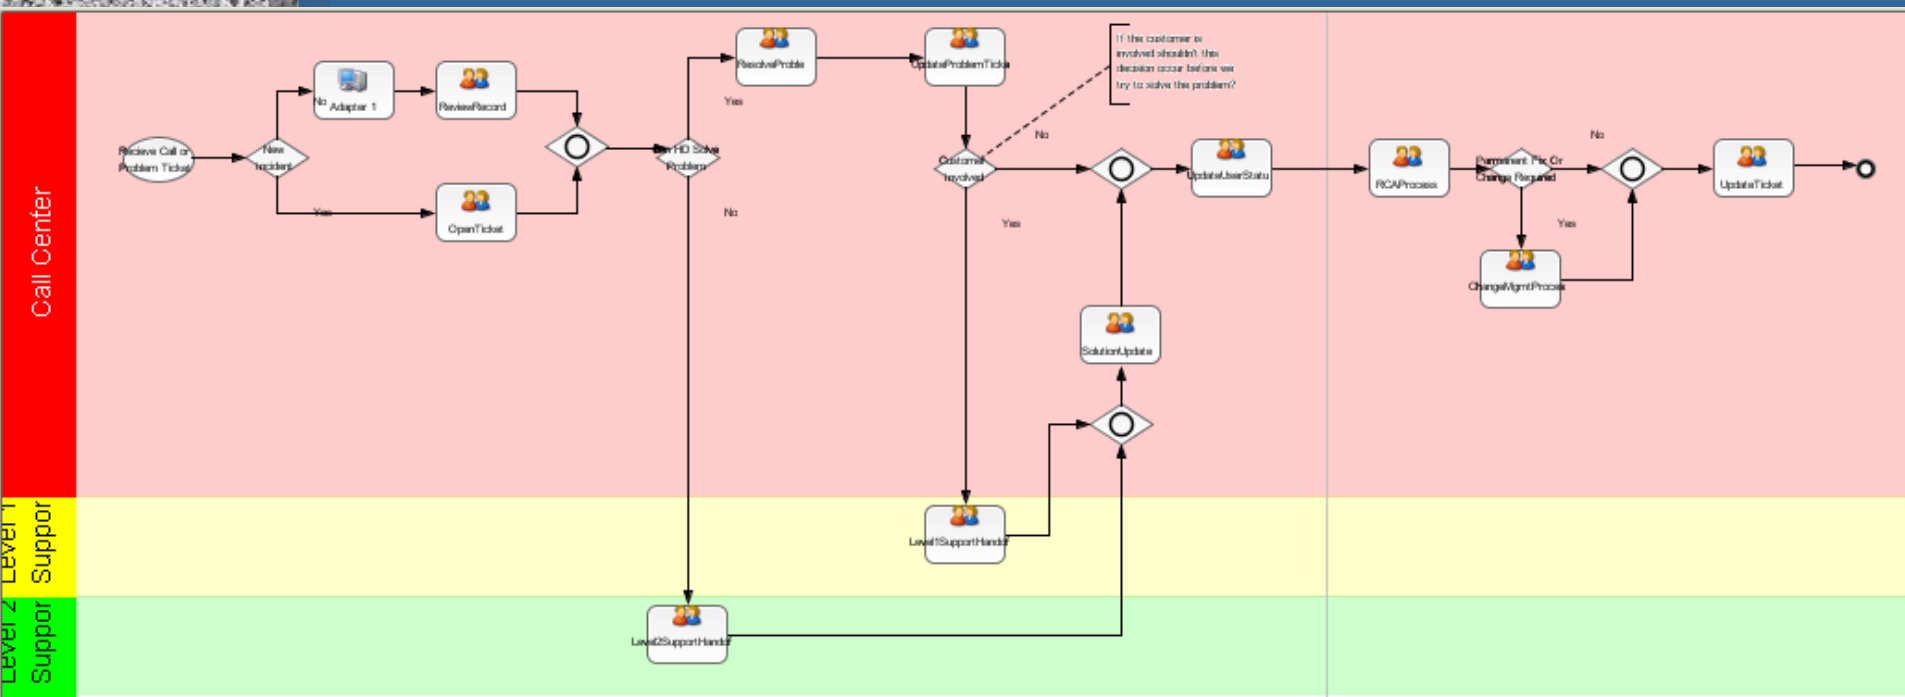 Call Center
Level 1
Suppor
Level 2
Suppor
Recieve Call or
Problem Ticket
New
Incident
No
Adapter 1
ReviewRecord
Yes
OpenTicket
HD Solve
Problem
Yes
No
ResolveProble
UpdateProblemTicke
If the customer is
involved shouldn't this
decision occur before we
try to solve the problem?
Customer
Involved
No
Yes
UpdateUserStatu
SolutionUpdate
Level1SupportHandof
Level2SupportHandof
RCAProcess
Permanent Fix Or
Change Required
No
Yes
ChangeMgmtProces
UpdateTicket